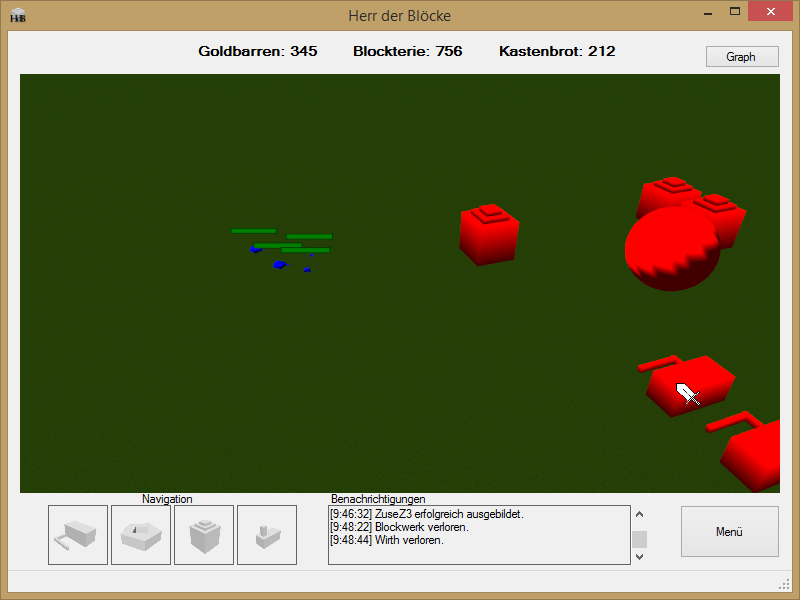 HdB
Herr der Blöcke
Goldbarren: 345 Blockterie: 756 Kastenbrot: 212
Graph
Navigation
Benachrichtigungen
[9:46:32] ZuseZ3 erfolgreich ausgebildet.
[9:48:22] Blockwerk verloren.
[9:48:44] Wirth verloren.
Menü